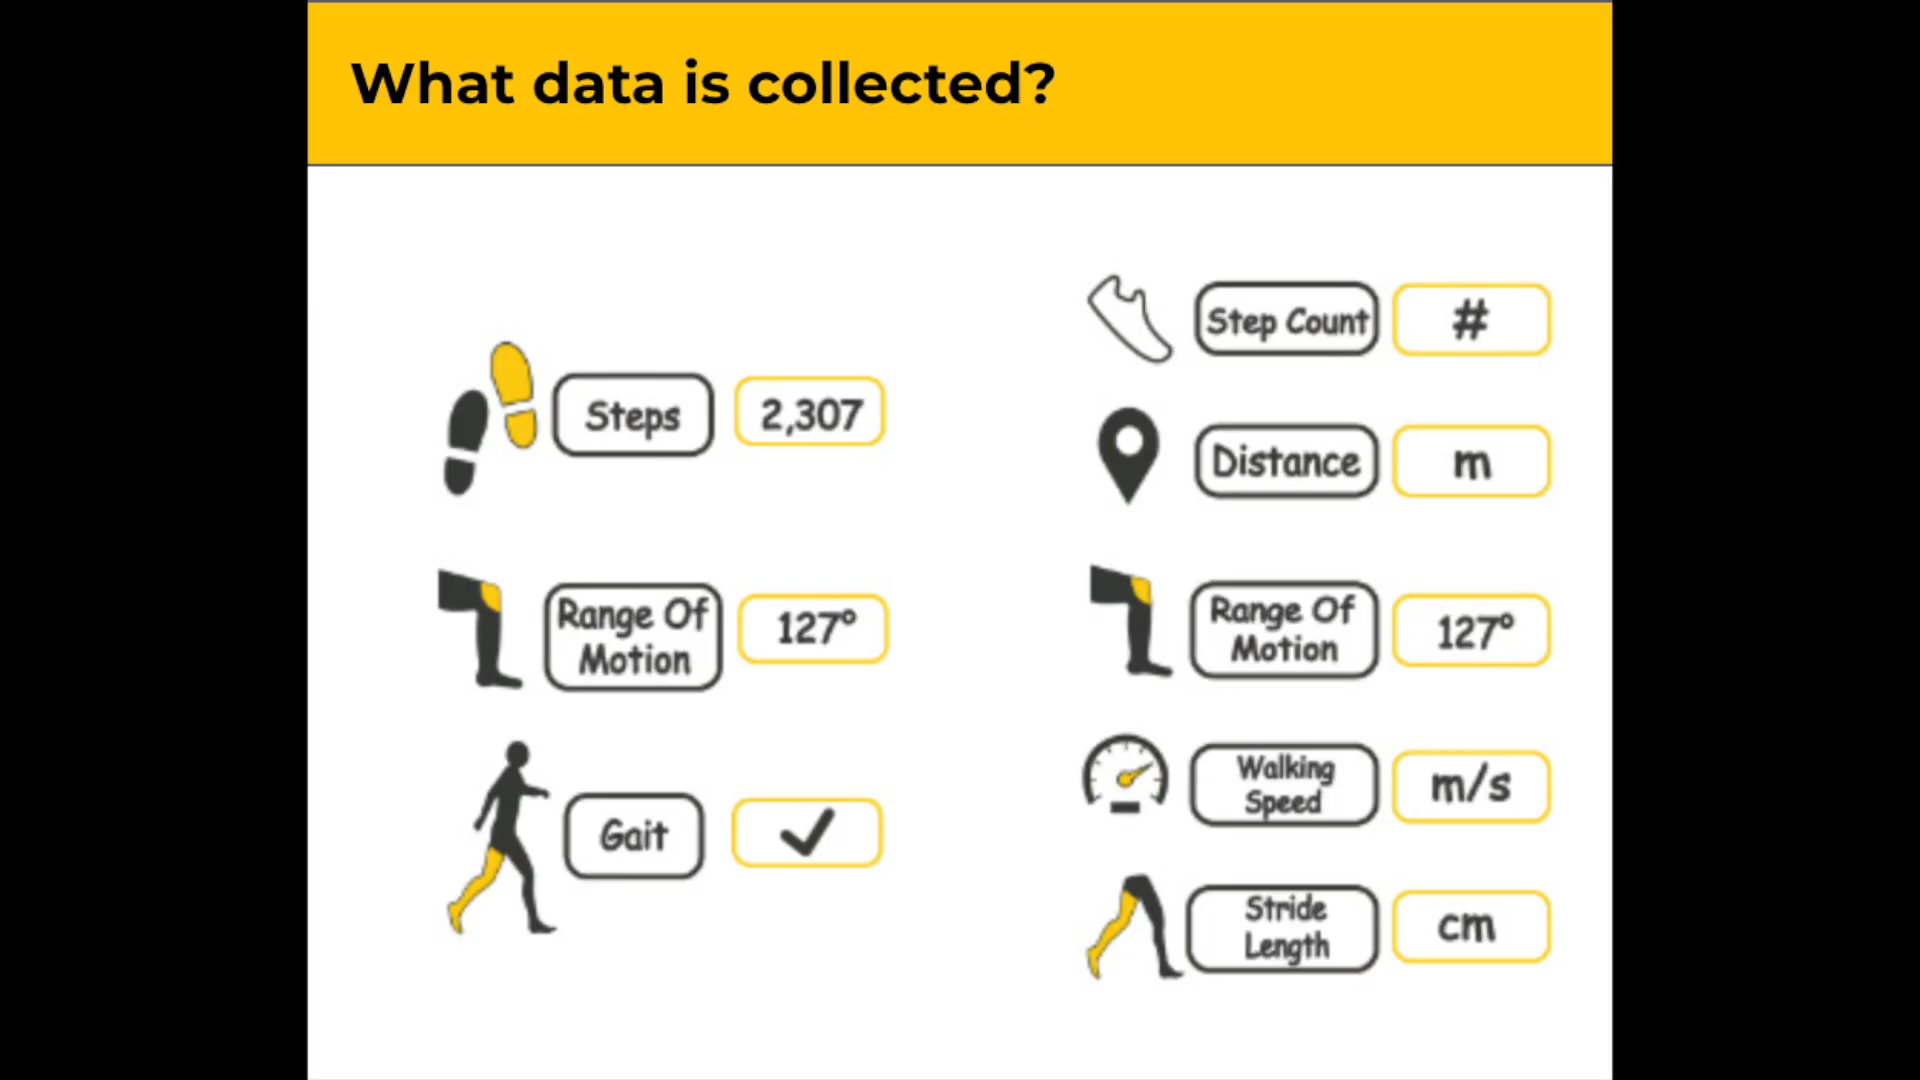 What data is collected?
Steps
2,307
Range Of
Motion
127°
Gait
Step Count
#
Distance
m
Range Of
Motion
127°
Walking
Speed
m/s
Stride
Length
cm